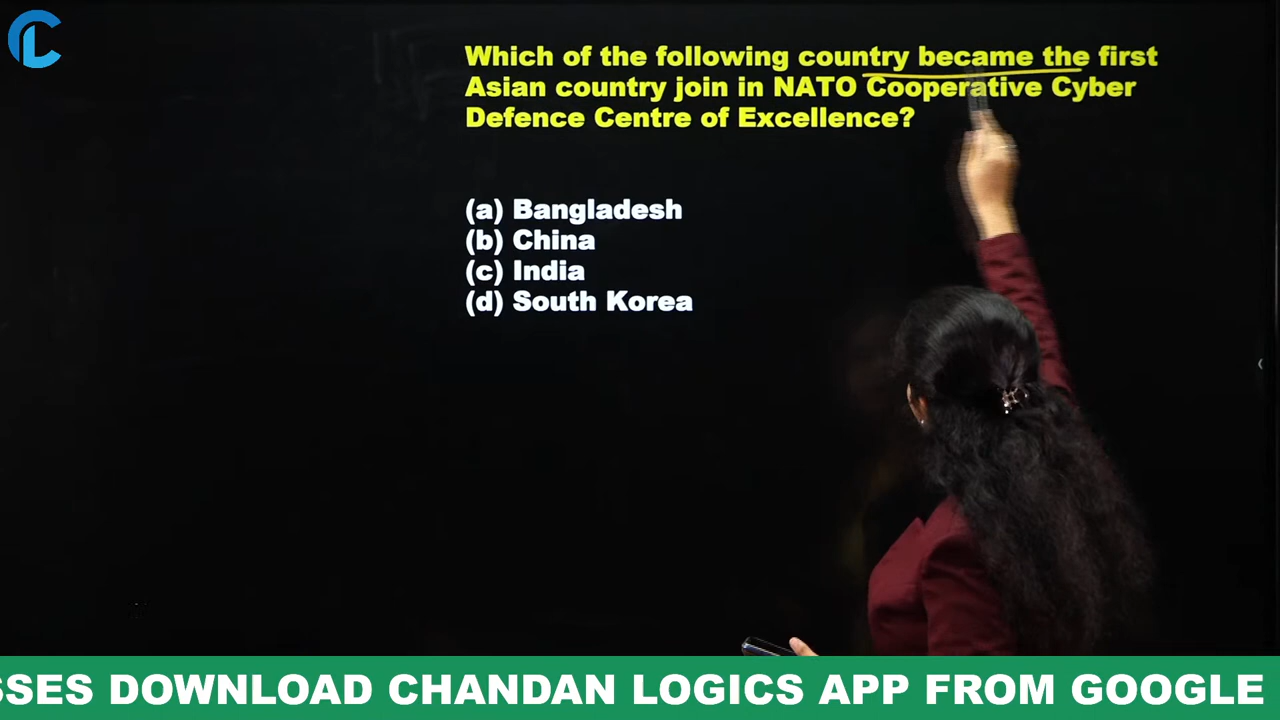 Which of the following country became the first
Asian country join in NATO Cooperative Cyber
Defence Centre of Excellence?
(a) Bangladesh
(b) China
(c) India
(d) South Korea
SSES DOWNLOAD CHANDAN LOGICS APP FROM GOOGLE